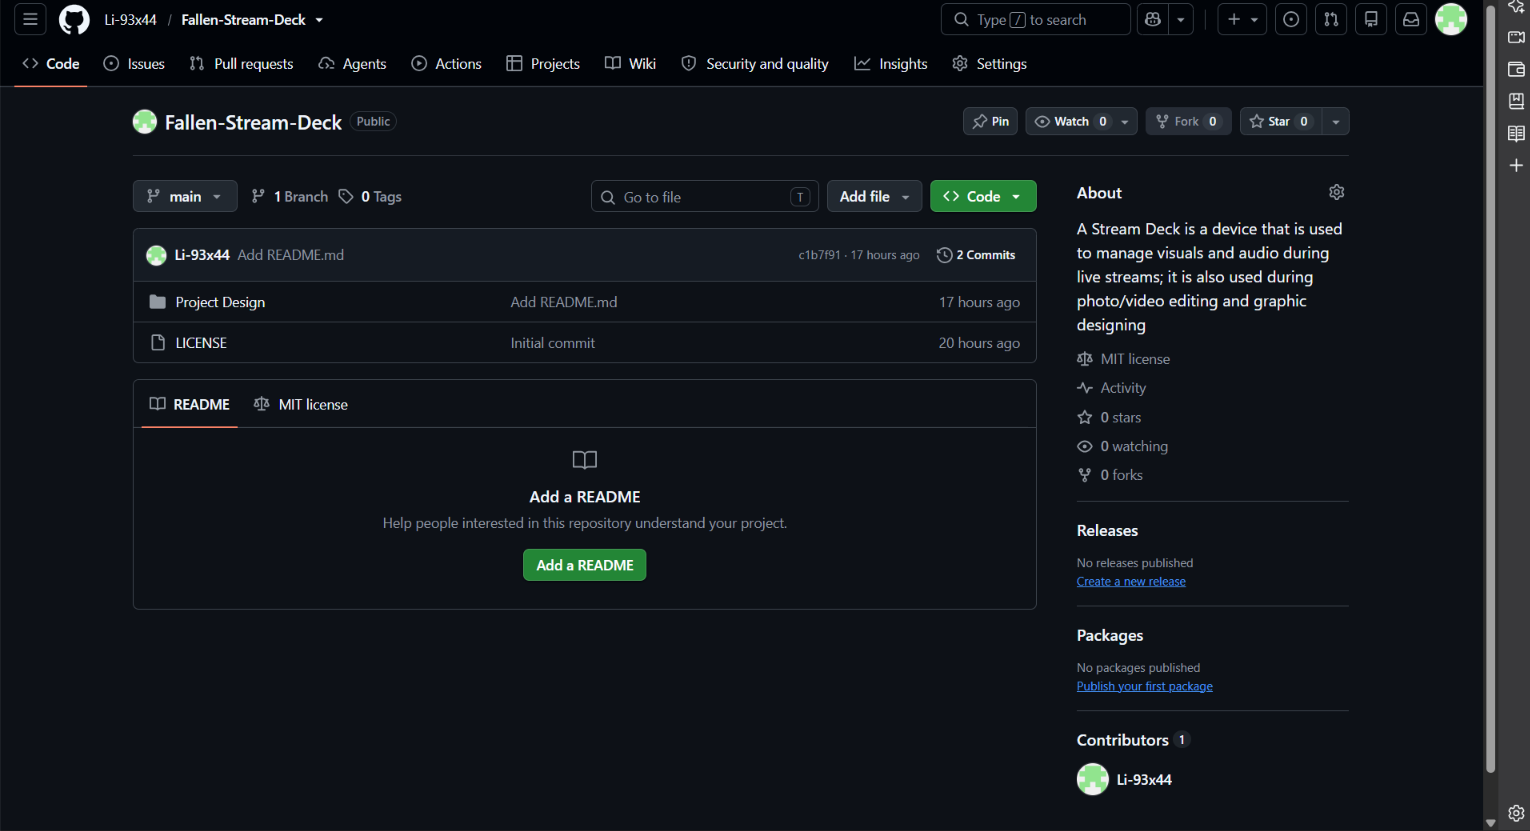 Li-93x44 / Fallen-Stream-Deck
Type / to search
Code Issues Pull requests Agents Actions Projects Wiki Security and quality Insights Settings
Fallen-Stream-Deck Public
Pin Watch 0 Fork 0 Star 0
main 1 Branch 0 Tags Go to file T Add file Code
Li-93x44 Add README.md c1b7f91 · 17 hours ago 2 Commits
Project Design Add README.md 17 hours ago
LICENSE Initial commit 20 hours ago
README MIT license
Add a README
Help people interested in this repository understand your project.
Add a README
About
A Stream Deck is a device that is used
to manage visuals and audio during
live streams; it is also used during
photo/video editing and graphic
designing
MIT license
Activity
0 stars
0 watching
0 forks
Releases
No releases published
Create a new release
Packages
No packages published
Publish your first package
Contributors 1
Li-93x44